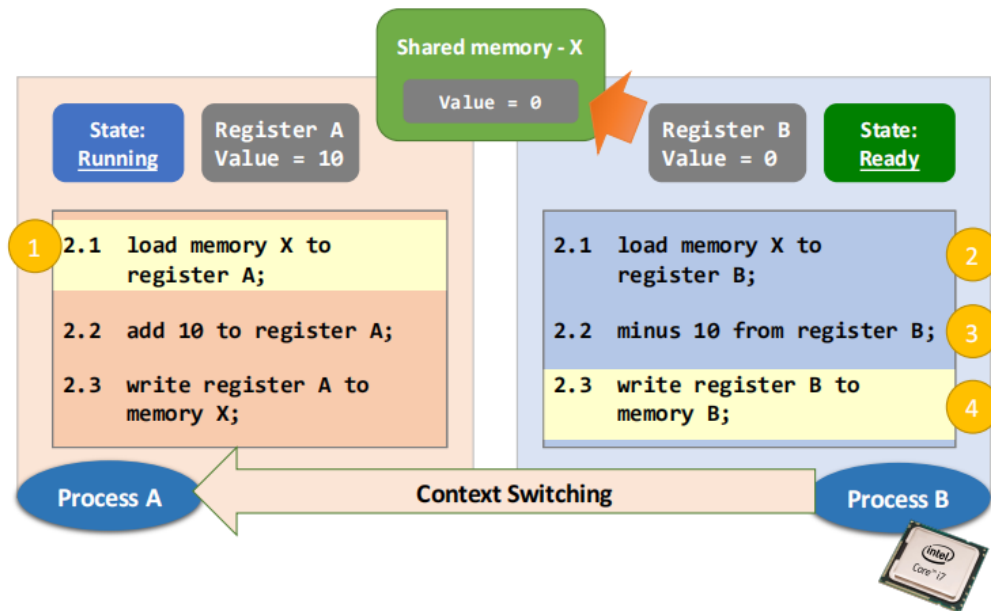 Shared memory - X
Value = 0
State:
Running
Register A
Value = 10
Register B
Value = 0
State:
Ready
1
2.1 load memory X to
register A;
2.2 add 10 to register A;
2.3 write register A to
memory X;
2.1 load memory X to
register B;
2
2.2 minus 10 from register B;
3
2.3 write register B to
memory B;
4
Process A
Context Switching
Process B
intel
Core™ i7